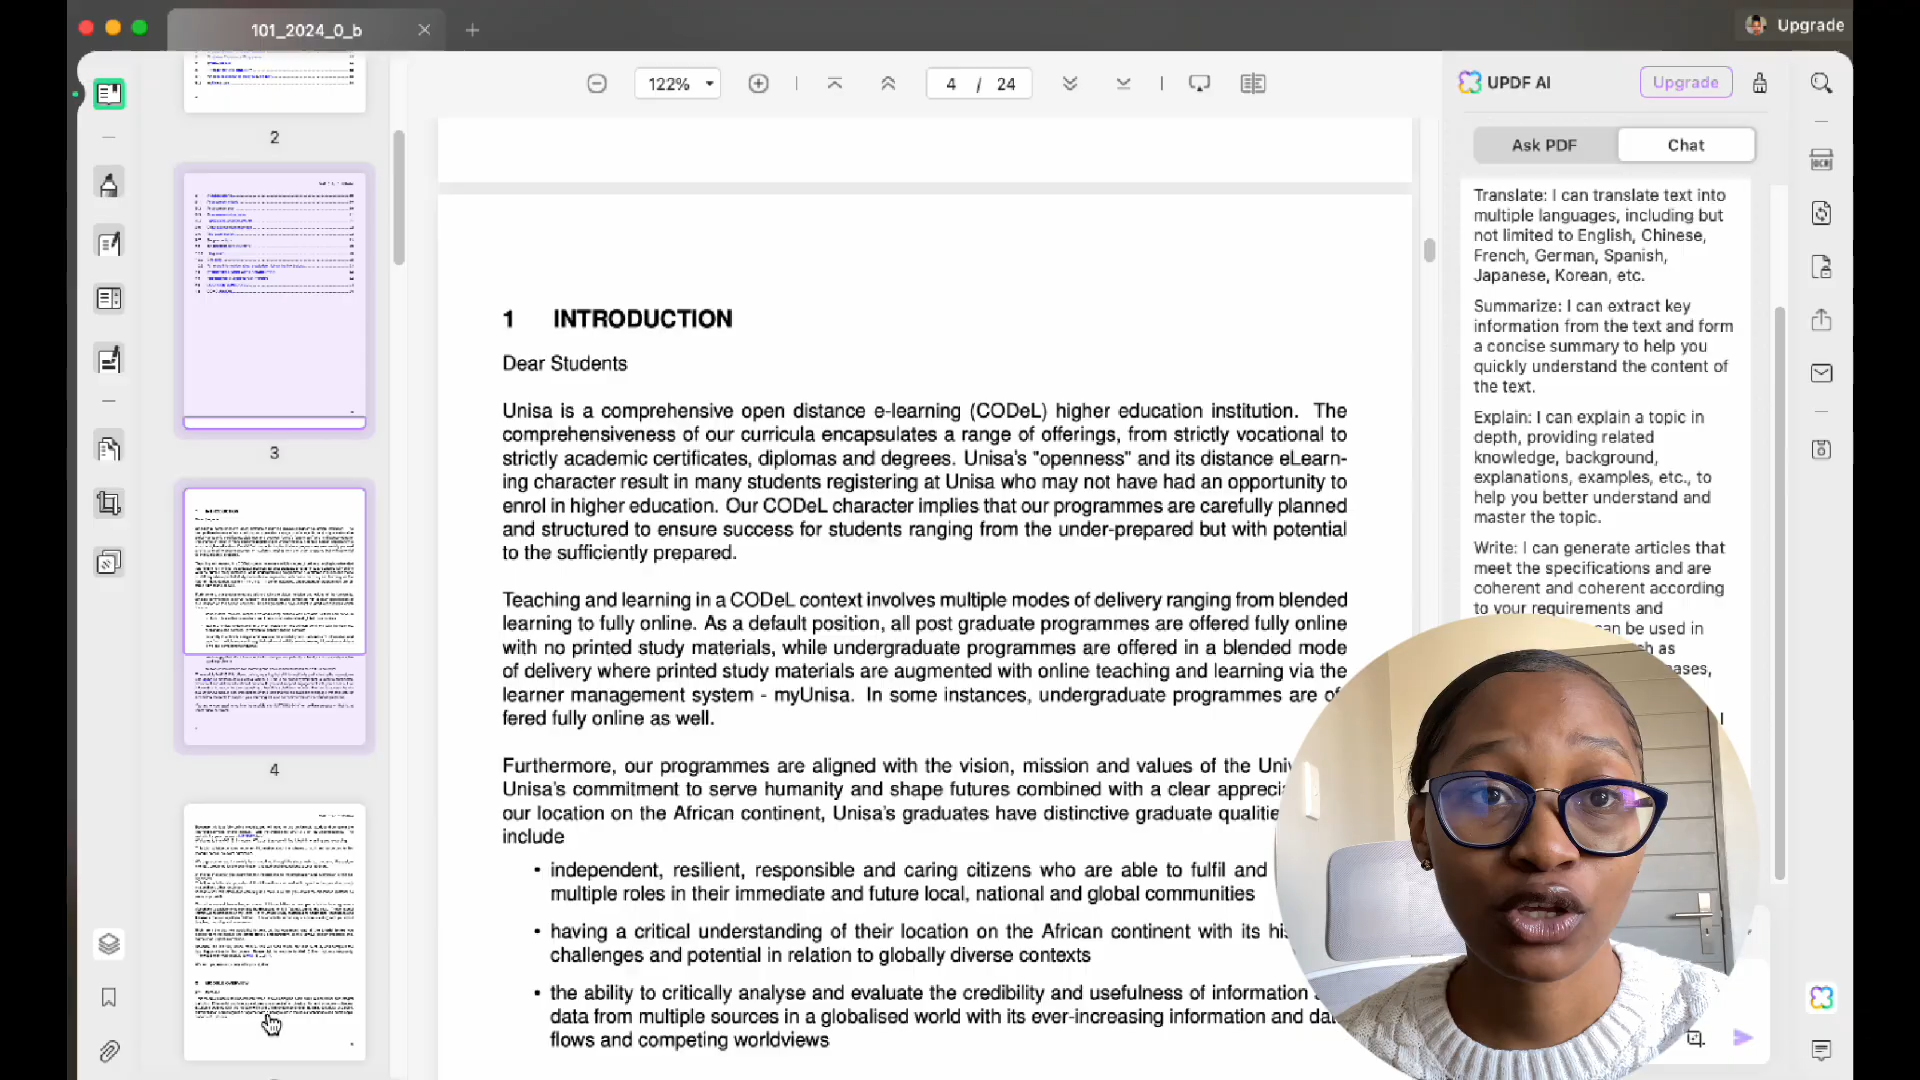 101_2024_0_b
Upgrade
122%
4 / 24
UPDF AI
Upgrade
Ask PDF
Chat
2
3
4
1 INTRODUCTION
Dear Students
Unisa is a comprehensive open distance e-learning (CODeL) higher education institution. The
comprehensiveness of our curricula encapsulates a range of offerings, from strictly vocational to
strictly academic certificates, diplomas and degrees. Unisa's "openness" and its distance eLearn-
ing character result in many students registering at Unisa who may not have had an opportunity to
enrol in higher education. Our CODeL character implies that our programmes are carefully planned
and structured to ensure success for students ranging from the under-prepared but with potential
to the sufficiently prepared.
Teaching and learning in a CODeL context involves multiple modes of delivery ranging from blended
learning to fully online. As a default position, all post graduate programmes are offered fully online
with no printed study materials, while undergraduate programmes are offered in a blended mode
of delivery where printed study materials are augmented with online teaching and learning via the
learner management system - myUnisa. In some instances, undergraduate programmes are of
fered fully online as well.
Furthermore, our programmes are aligned with the vision, mission and values of the
Unisa's commitment to serve humanity and shape futures combined with a clear
our location on the African continent, Unisa's graduates have distinctive graduate
include
• independent, resilient, responsible and caring citizens who are able to fulfil and
multiple roles in their immediate and future local, national and global communities
• having a critical understanding of their location on the African continent with its
challenges and potential in relation to globally diverse contexts
• the ability to critically analyse and evaluate the credibility and usefulness of information
data from multiple sources in a globalised world with its ever-increasing information and
flows and competing worldviews
Translate: I can translate text into
multiple languages, including but
not limited to English, Chinese,
French, German, Spanish,
Japanese, Korean, etc.
Summarize: I can extract key
information from the text and form
a concise summary to help you
quickly understand the content of
the text.
Explain: I can explain a topic in
depth, providing related
knowledge, background,
explanations, examples, etc., to
help you better understand and
master the topic.
Write: I can generate articles that
meet the specifications and are
coherent and coherent according
to your requirements and
can be used in
as
I
OCR